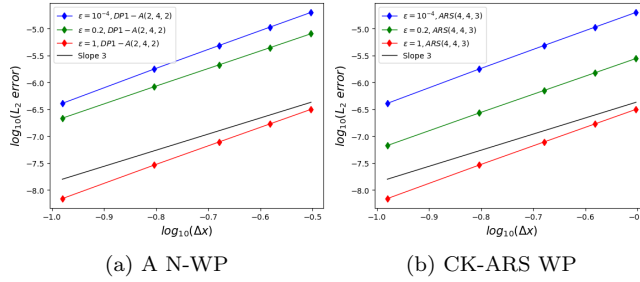 ε = 10⁻⁴, DP1 − A(2, 4, 2)
ε = 0.2, DP1 − A(2, 4, 2)
ε = 1, DP1 − A(2, 4, 2)
Slope 3
log₁₀(L₂ error)
−5.0
−5.5
−6.0
−6.5
−7.0
−7.5
−8.0
−1.0 −0.9 −0.8 −0.7 −0.6 −0.5
log₁₀(Δx)
(a) A N-WP
ε = 10⁻⁴, ARS(4, 4, 3)
ε = 0.2, ARS(4, 4, 3)
ε = 1, ARS(4, 4, 3)
Slope 3
log₁₀(L₂ error)
−5.0
−5.5
−6.0
−6.5
−7.0
−7.5
−8.0
−1.0 −0.9 −0.8 −0.7 −0.6 −0.5
log₁₀(Δx)
(b) CK-ARS WP